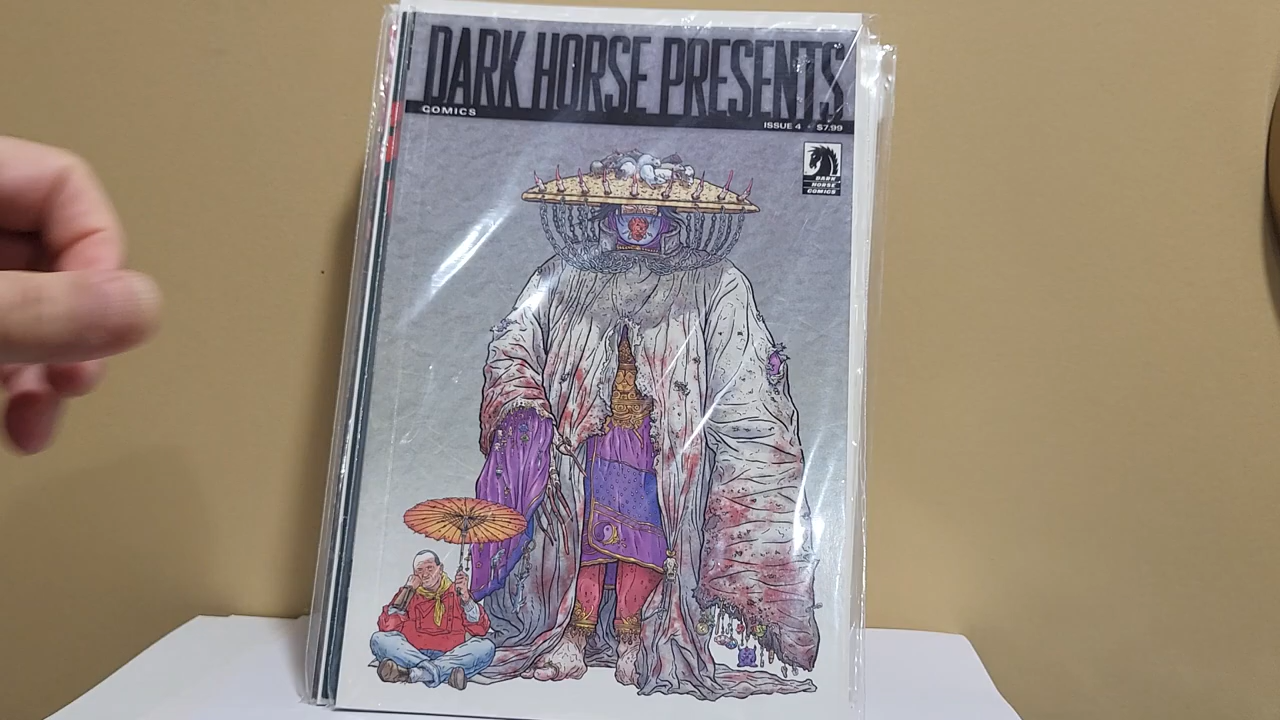 DARK HORSE PRESENTS
COMICS
ISSUE 4 • $7.99
DARK
HORSE
COMICS